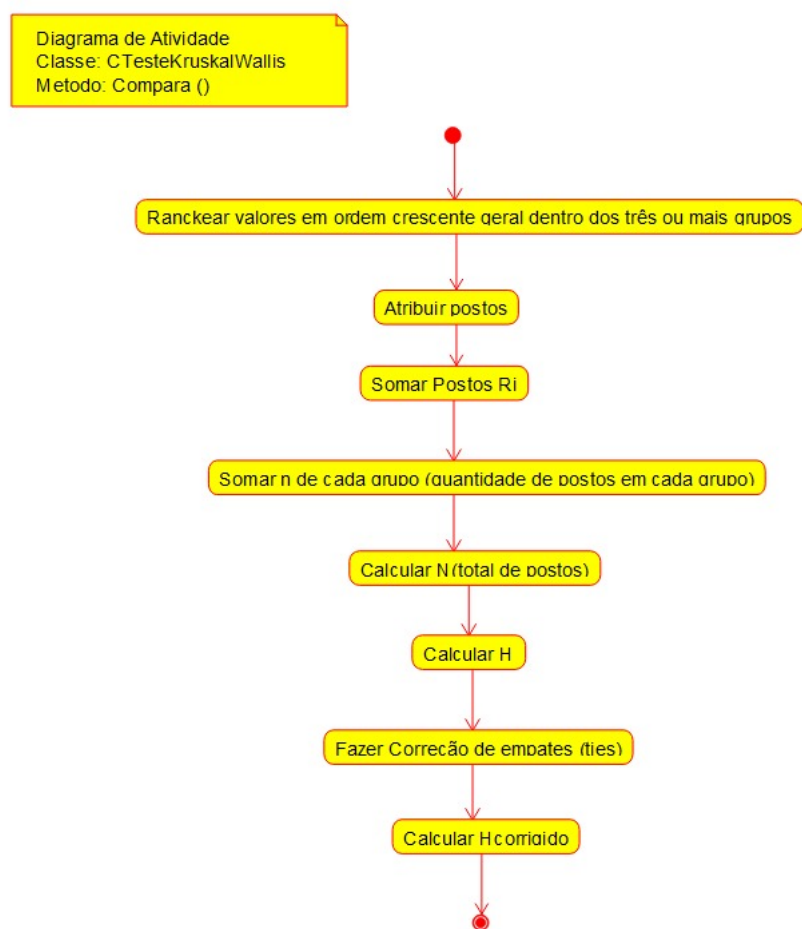 Diagrama de Atividade
Classe: CTesteKruskalWallis
Metodo: Compara ()
Ranckear valores em ordem crescente geral dentro dos três ou mais grupos
Atribuir postos
Somar Postos Ri
Somar n de cada grupo (quantidade de postos em cada grupo)
Calcular N(total de postos)
Calcular H
Fazer Correção de empates (ties)
Calcular Hcorrigido